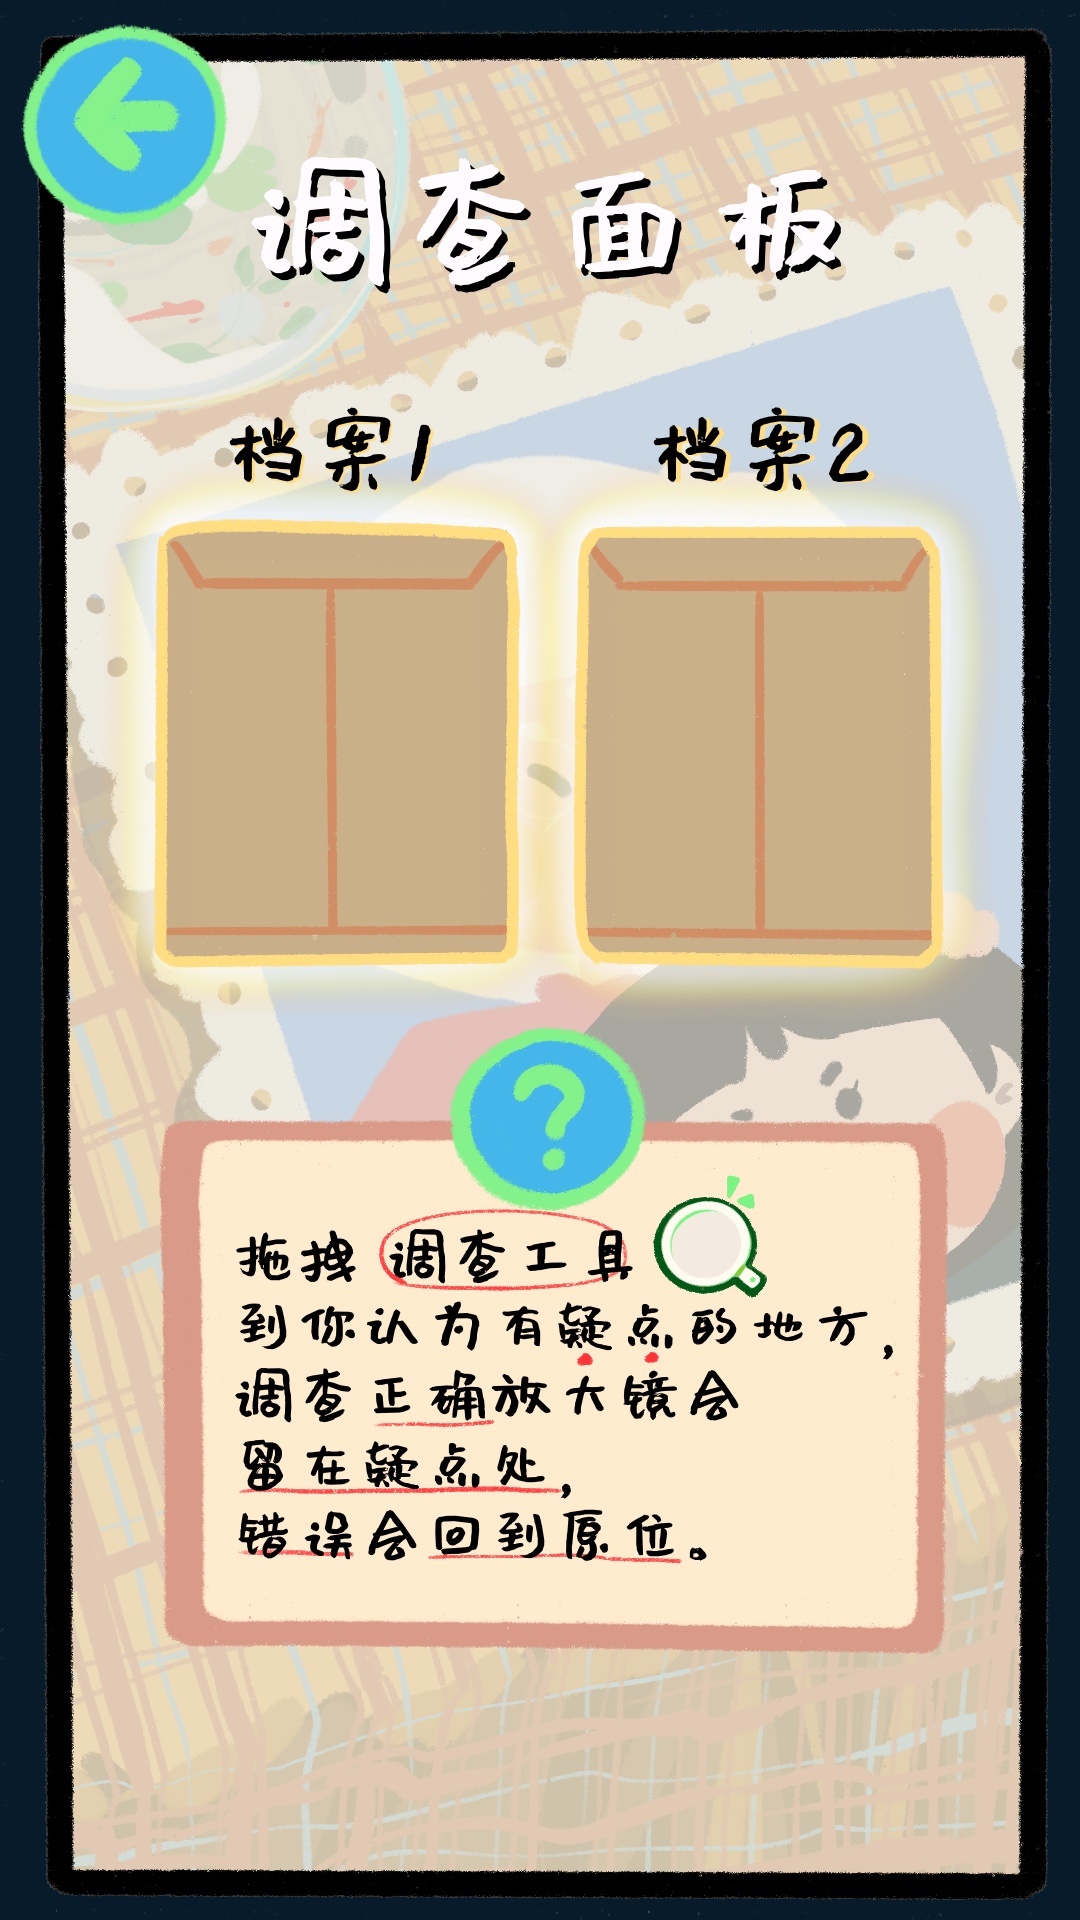 调查面板
档案1
档案2
?
拖拽调查工具
到你认为有疑点的地方,
调查正确放大镜会
留在疑点处,
错误会回到原位。